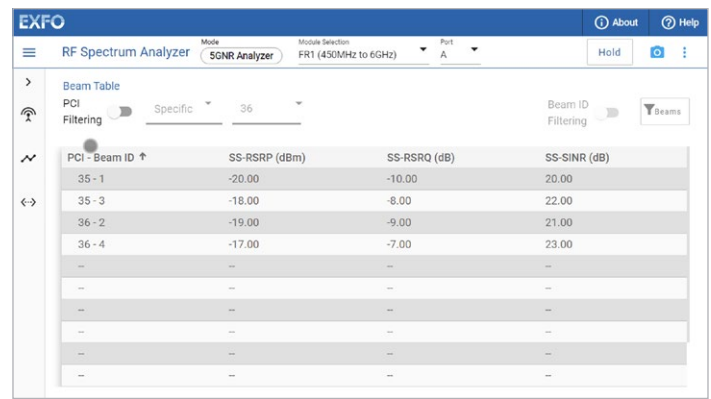 EXFO
About
Help
RF Spectrum Analyzer
Mode
5GNR Analyzer
Module Selection
FR1 (450MHz to 6GHz)
Port
A
Hold
Beam Table
PCI Filtering
Specific
36
Beam ID Filtering
Beams
PCI - Beam ID ↑ SS-RSRP (dBm) SS-RSRQ (dB) SS-SINR (dB)
35 - 1 -20.00 -10.00 20.00
35 - 3 -18.00 -8.00 22.00
36 - 2 -19.00 -9.00 21.00
36 - 4 -17.00 -7.00 23.00
-- -- -- --
-- -- -- --
-- -- -- --
-- -- -- --
-- -- -- --
-- -- -- --